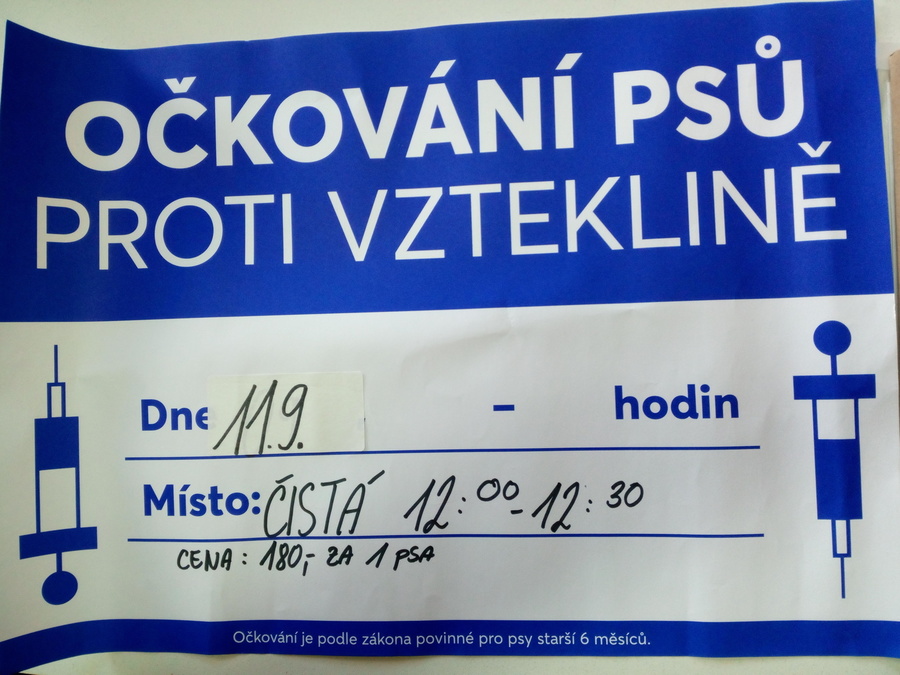 OČKOVÁNÍ PSŮ
PROTI VZTEKLINĚ
Dne 11.9. – hodin
Místo: ČISTÁ 12:00-12:30
CENA: 180,- ZA 1 PSA
Očkování je podle zákona povinné pro psy starší 6 měsíců.